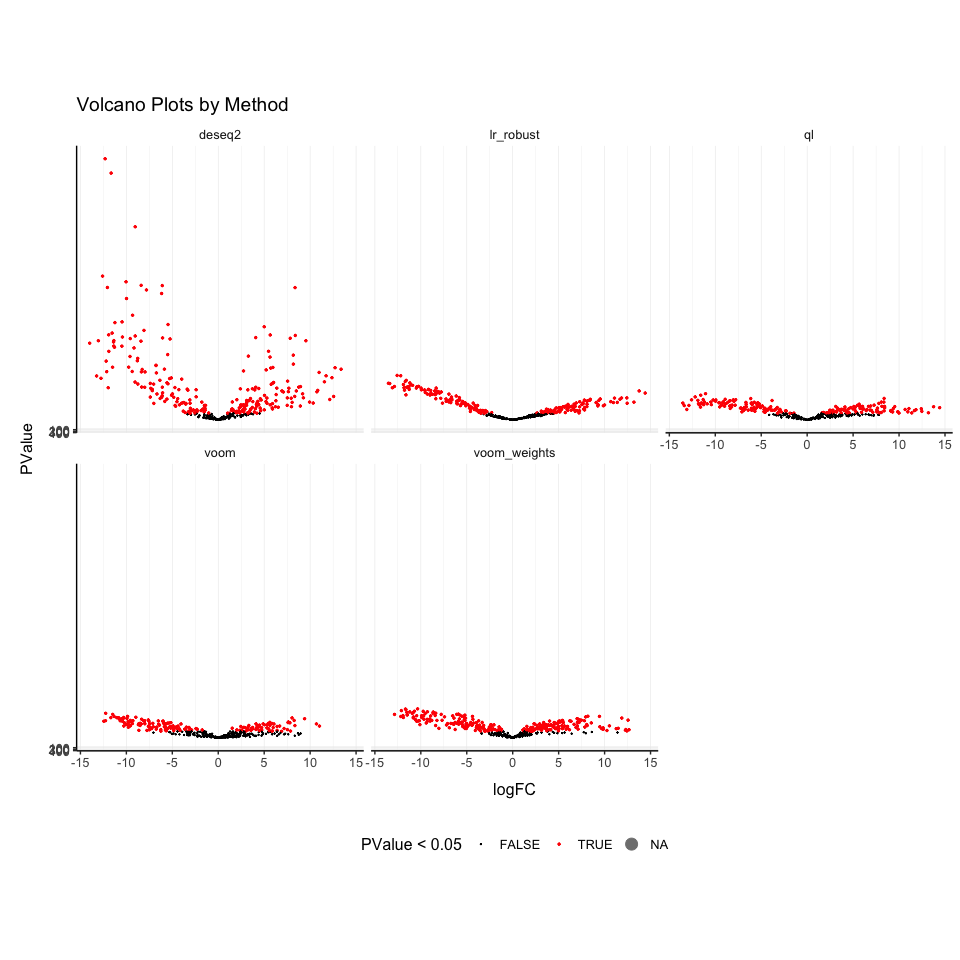 Volcano Plots by Method
deseq2
lr_robust
ql
PValue
-15 -10 -5 0 5 10 15
voom
voom_weights
-15 -10 -5 0 5 10 15
-15 -10 -5 0 5 10 15
logFC
PValue < 0.05 FALSE TRUE NA